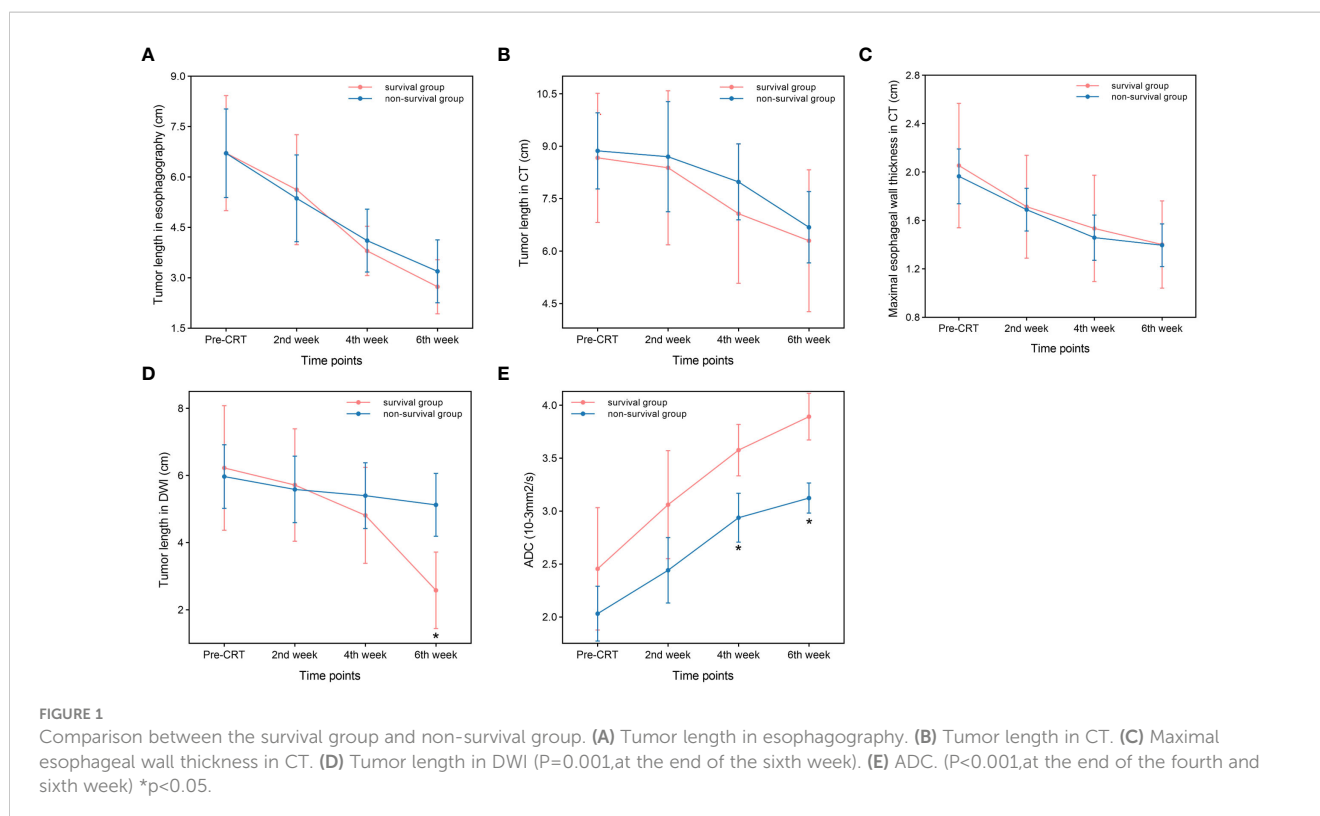 A
9.0
7.5
6.0
4.5
3.0
1.5
Tumor length in esophagography (cm)
survival group
non-survival group
Pre-CRT 2nd week 4th week 6th week
Time points
B
10.5
9.0
7.5
6.0
4.5
Tumor length in CT (cm)
survival group
non-survival group
Pre-CRT 2nd week 4th week 6th week
Time points
C
2.8
2.4
2.0
1.6
1.2
0.8
Maximal esophageal wall thickness in CT (cm)
survival group
non-survival group
Pre-CRT 2nd week 4th week 6th week
Time points
D
8
6
4
2
Tumor length in DWI (cm)
survival group
non-survival group
*
Pre-CRT 2nd week 4th week 6th week
Time points
E
4.0
3.5
3.0
2.5
2.0
ADC (10-3mm2/s)
survival group
non-survival group
* *
Pre-CRT 2nd week 4th week 6th week
Time points
FIGURE 1
Comparison between the survival group and non-survival group. (A) Tumor length in esophagography. (B) Tumor length in CT. (C) Maximal
esophageal wall thickness in CT. (D) Tumor length in DWI (P=0.001,at the end of the sixth week). (E) ADC. (P<0.001,at the end of the fourth and
sixth week) *p<0.05.